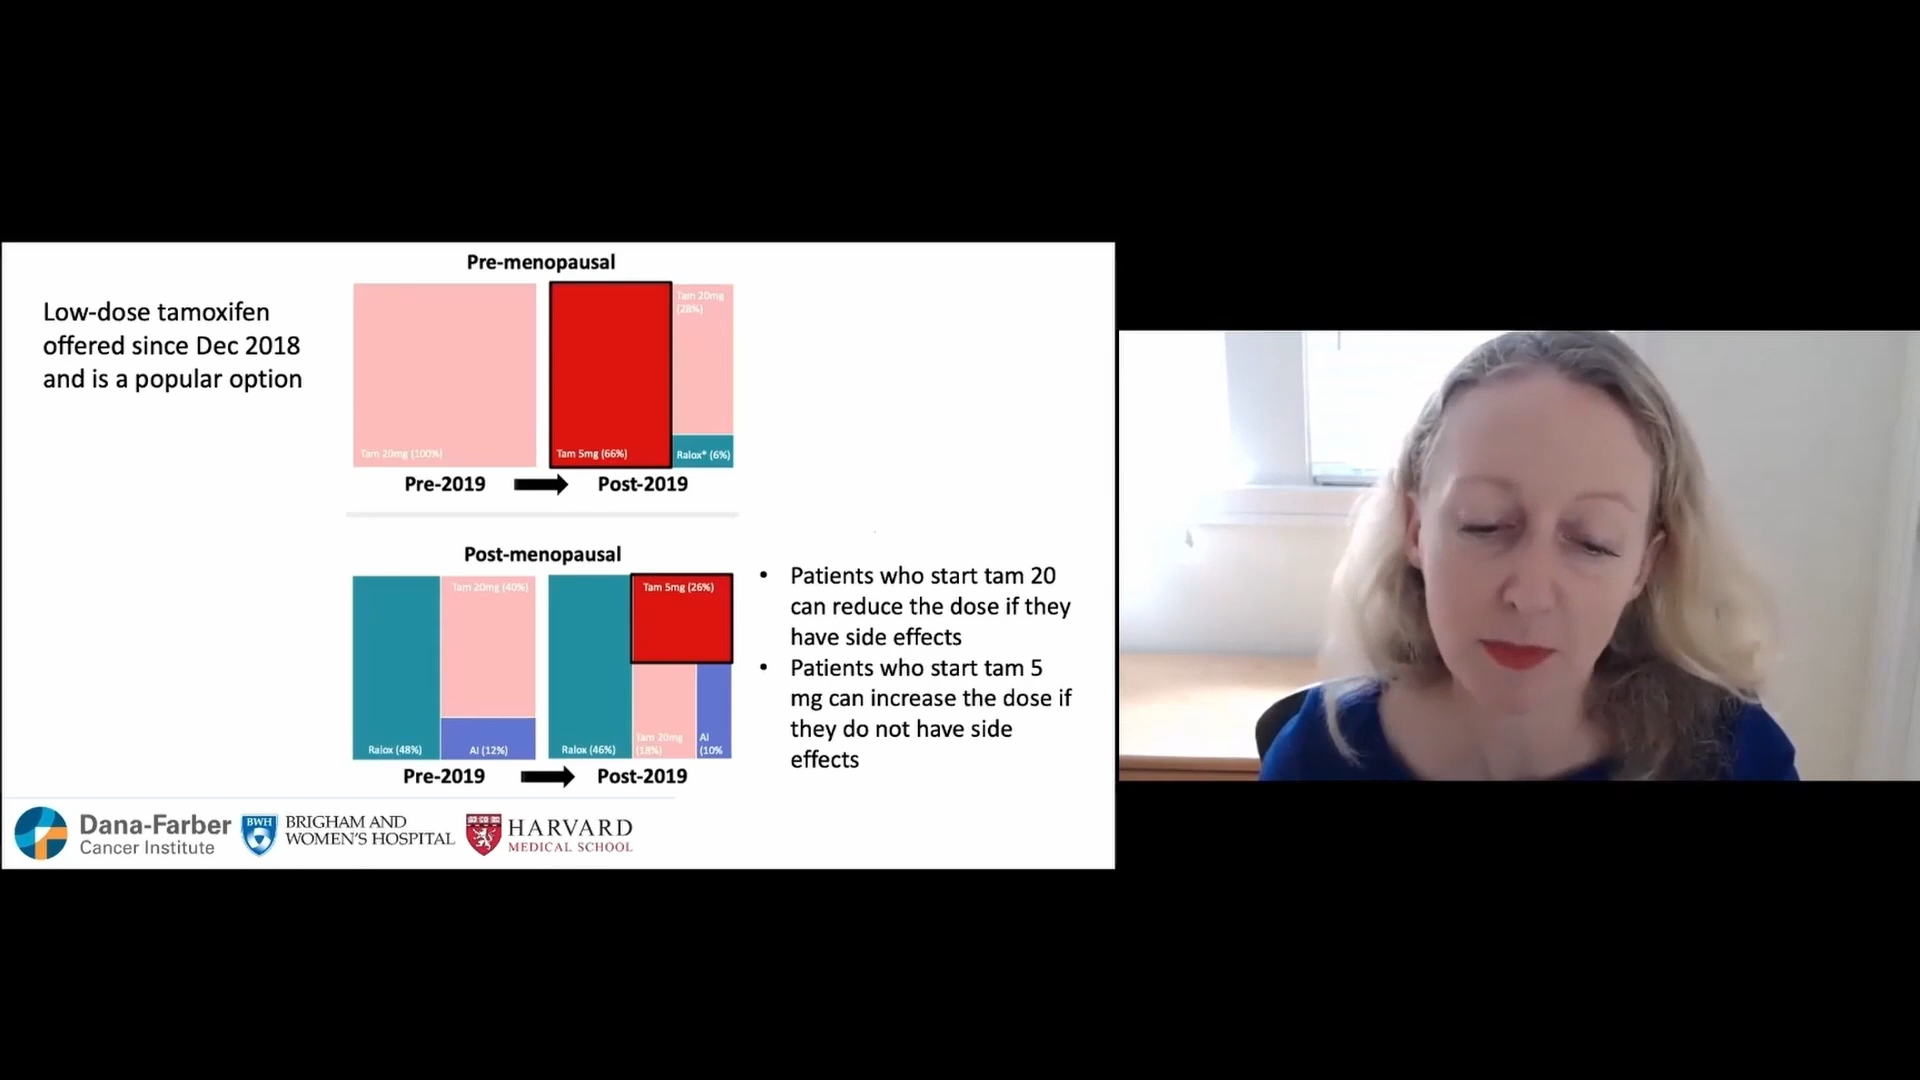 Low-dose tamoxifen
offered since Dec 2018
and is a popular option
Pre-menopausal
Tam 20mg (100%)
Tam 5mg (66%)
Tam 20mg
(28%)
Ralox* (6%)
Pre-2019
Post-2019
Post-menopausal
Ralox (48%)
Tam 20mg (40%)
AI (12%)
Ralox (46%)
Tam 5mg (26%)
Tam 20mg
(18%)
AI
(10%
Pre-2019
Post-2019
• Patients who start tam 20
can reduce the dose if they
have side effects
• Patients who start tam 5
mg can increase the dose if
they do not have side
effects
Dana-Farber
Cancer Institute
BWH
BRIGHAM AND
WOMEN'S HOSPITAL
HARVARD
MEDICAL SCHOOL